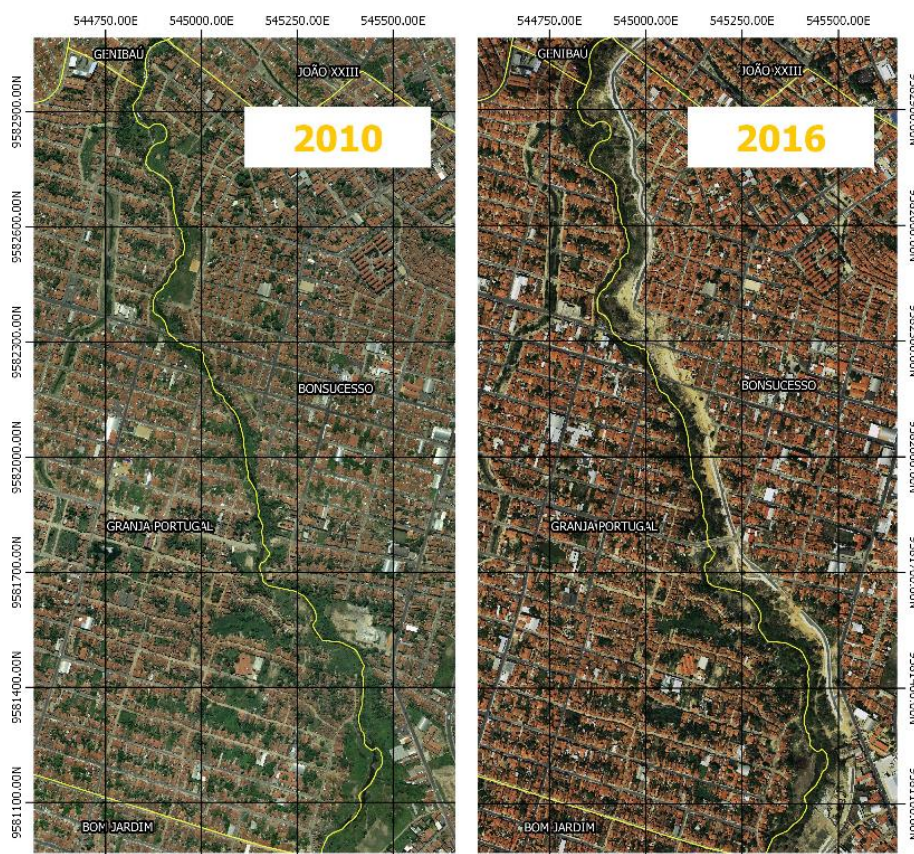 544750.00E 545000.00E 545250.00E 545500.00E
9582900.00N
9582600.00N
9582300.00N
9582000.00N
9581700.00N
9581400.00N
9581100.00N
GENIBAÚ
JOÃO XXIII
2010
BONSUCESSO
GRANJA PORTUGAL
BOM JARDIM
544750.00E 545000.00E 545250.00E 545500.00E
GENIBAÚ
JOÃO XXIII
2016
BONSUCESSO
GRANJA PORTUGAL
BOM JARDIM